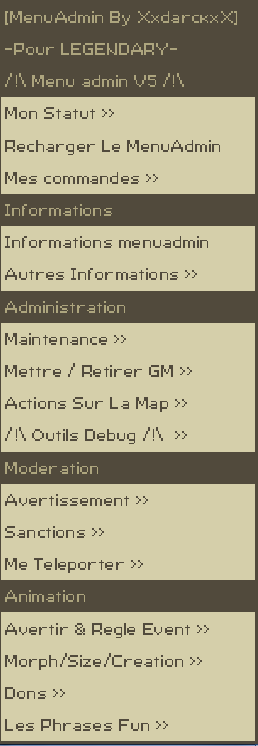 [MenuAdmin By XxdarcкxX]
-Pour LEGENDARY-
/!\ Menu admin V5 /!\
Mon Statut >>
Recharger Le MenuAdmin
Mes commandes >>
Informations
Informations menuadmin
Autres Informations >>
Administration
Maintenance >>
Mettre / Retirer GM >>
Actions Sur La Map >>
/!\ Outils Debug /!\ >>
Moderation
Avertissement >>
Sanctions >>
Me Teleporter >>
Animation
Avertir & Regle Event >>
Morph/Size/Creation >>
Dons >>
Les Phrases Fun >>